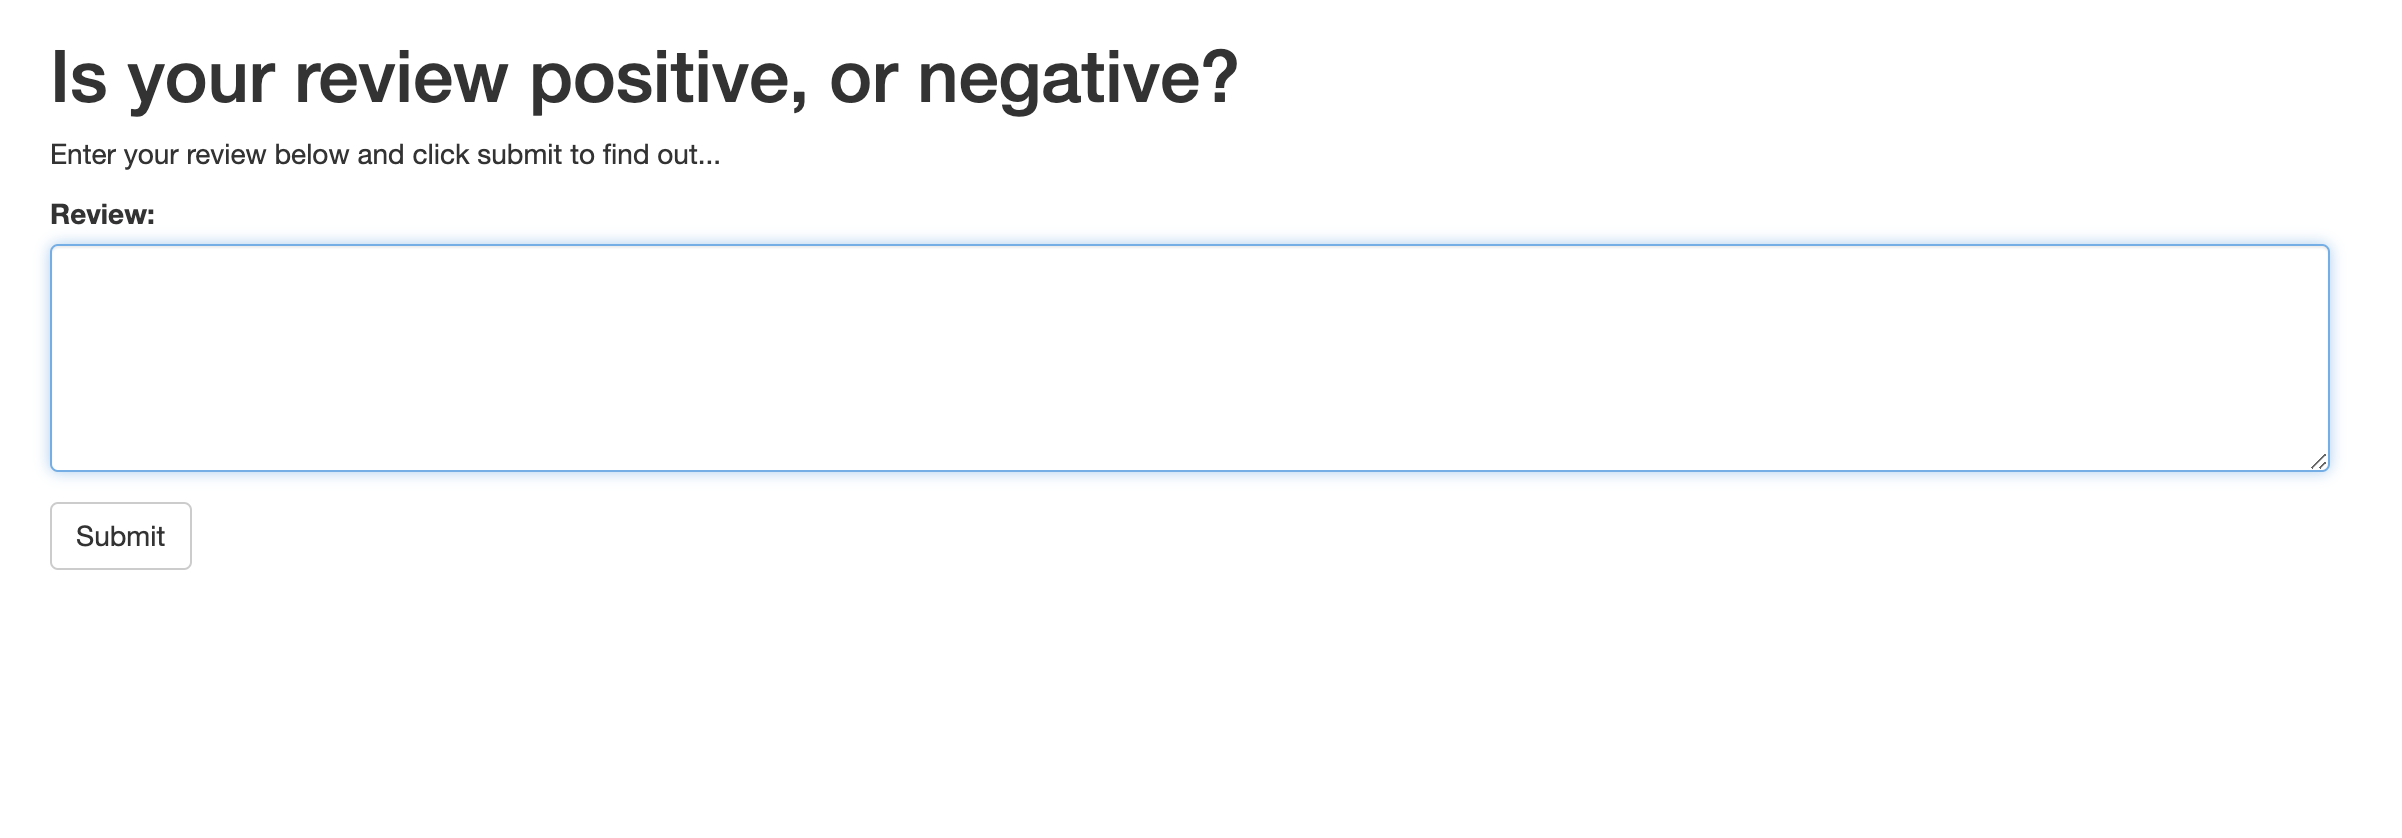 Is your review positive, or negative?
Enter your review below and click submit to find out...
Review:
Submit